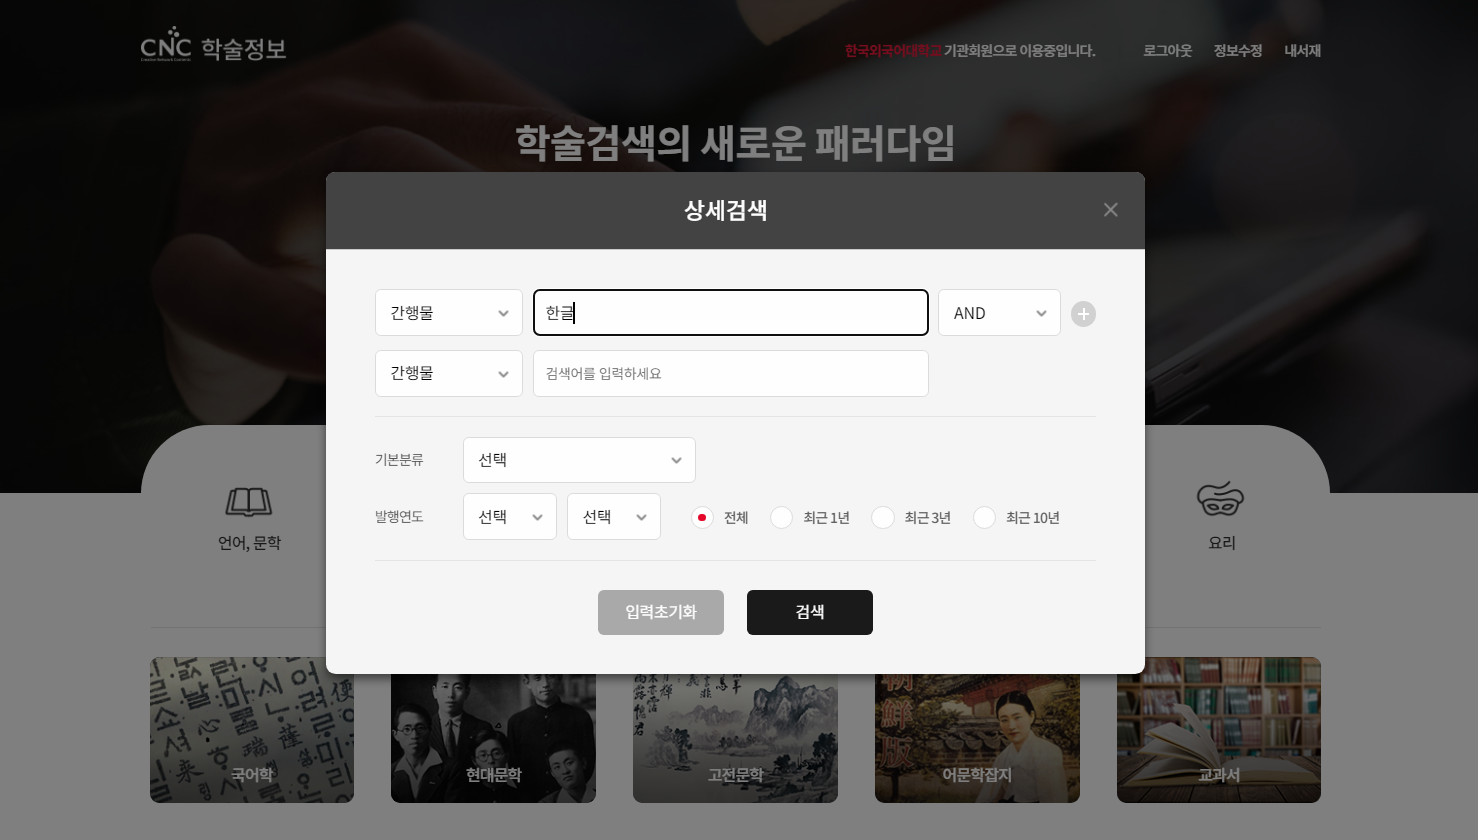 CNC 학술정보
한국외국어대학교 기관회원으로 이용중입니다. 로그아웃 정보수정 내서재
학술검색의 새로운 패러다임
상세검색
간행물 한글 AND
간행물 검색어를 입력하세요
기본분류 선택
발행연도 선택 선택 전체 최근 1년 최근 3년 최근 10년
입력초기화 검색
언어, 문학 요리
국어학 현대문학 고전문학 어문학잡지 교과서